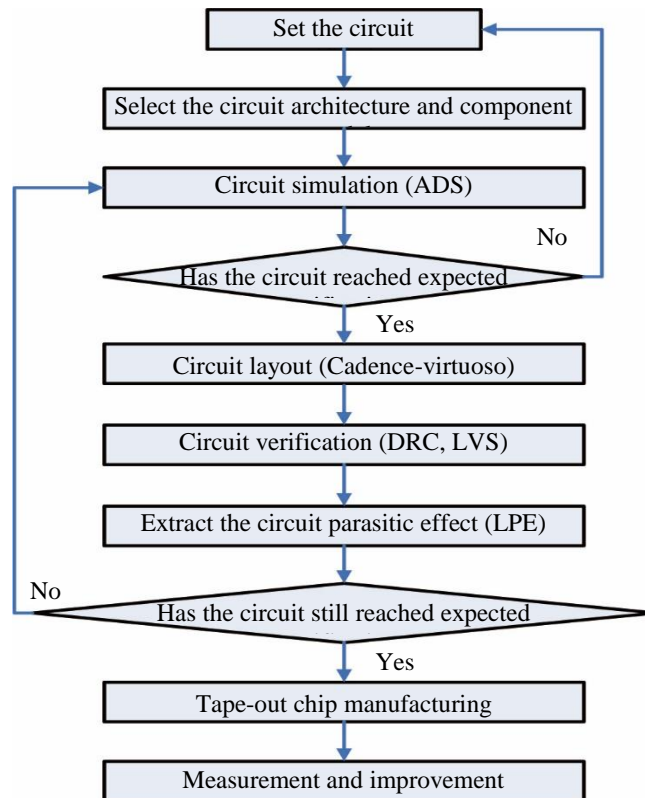 Set the circuit
Select the circuit architecture and component
Circuit simulation (ADS)
No
Has the circuit reached expected
Yes
Circuit layout (Cadence-virtuoso)
Circuit verification (DRC, LVS)
Extract the circuit parasitic effect (LPE)
No
Has the circuit still reached expected
Yes
Tape-out chip manufacturing
Measurement and improvement